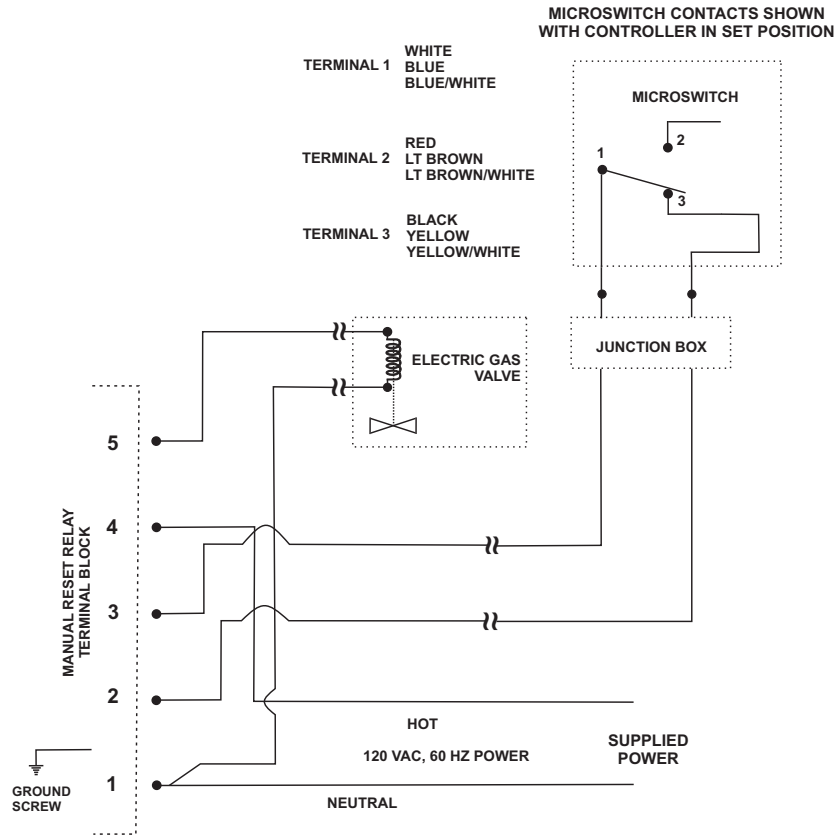 MICROSWITCH CONTACTS SHOWN
WITH CONTROLLER IN SET POSITION
TERMINAL 1
WHITE
BLUE
BLUE/WHITE
MICROSWITCH
2
1
3
TERMINAL 2
RED
LT BROWN
LT BROWN/WHITE
TERMINAL 3
BLACK
YELLOW
YELLOW/WHITE
JUNCTION BOX
ELECTRIC GAS
VALVE
5
4
3
2
1
MANUAL RESET RELAY
TERMINAL BLOCK
HOT
120 VAC, 60 HZ POWER
NEUTRAL
SUPPLIED
POWER
GROUND
SCREW